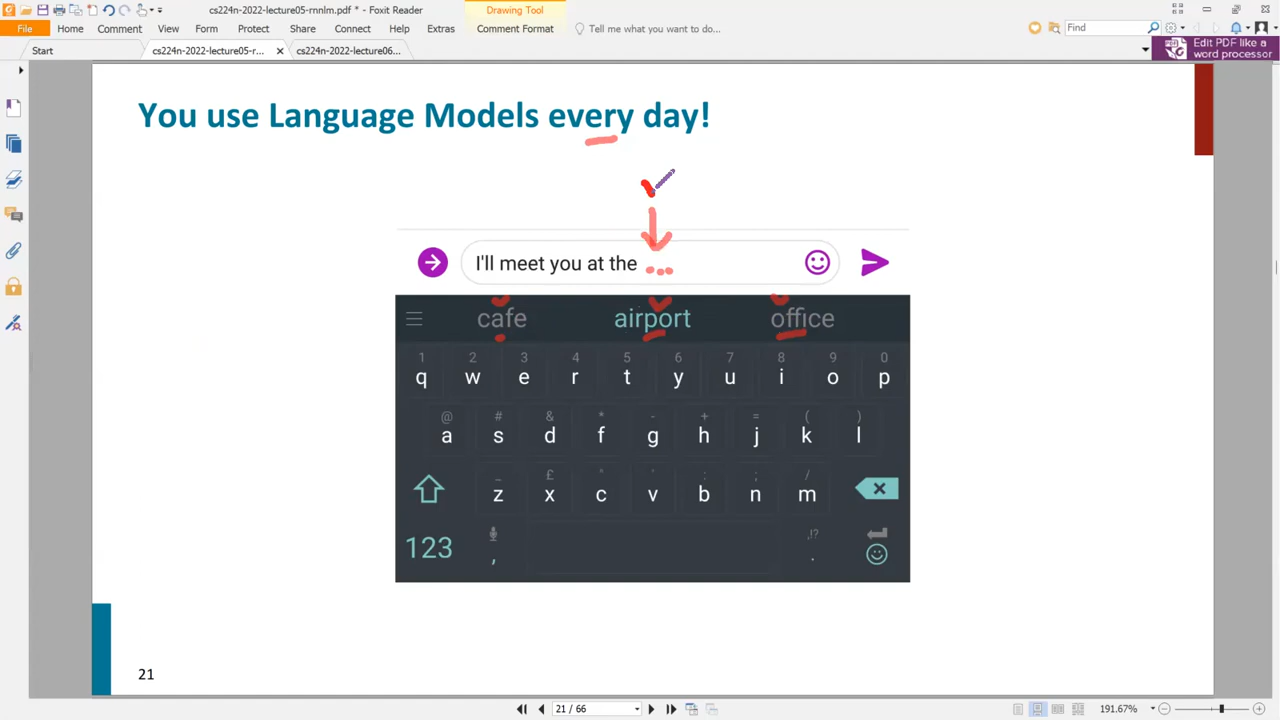 cs224n-2022-lecture05-rnnlm.pdf * - Foxit Reader
Drawing Tool
File Home Comment View Form Protect Share Connect Help Extras Comment Format Tell me what you want to do... Find
Start cs224n-2022-lecture05-r... cs224n-2022-lecture06...
Edit PDF like a
word processor
You use Language Models every day!
I'll meet you at the ...
cafe airport office
1 2 3 4 5 6 7 8 9 0
q w e r t y u i o p
@ # & * - + = ( )
a s d f g h j k l
_ £ " ' : ; /
z x c v b n m
,!?
123 , .
21
21 / 66
191.67%